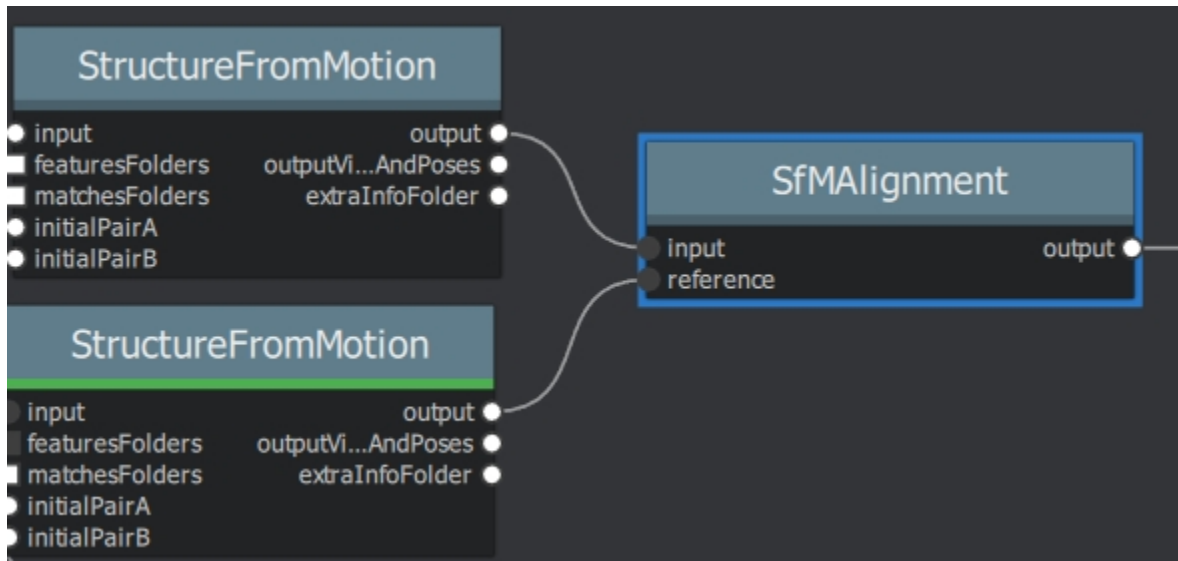 StructureFromMotion
input output
featuresFolders outputVi...AndPoses
matchesFolders extraInfoFolder
initialPairA
initialPairB
StructureFromMotion
input output
featuresFolders outputVi...AndPoses
matchesFolders extraInfoFolder
initialPairA
initialPairB
SfMAlignment
input output
reference